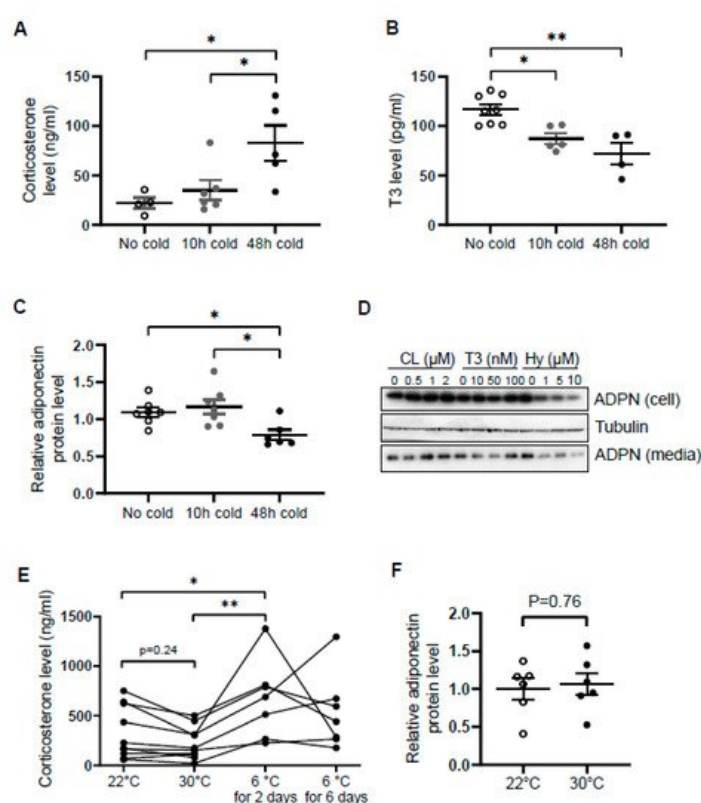 A
*
*
Corticosterone
level (ng/ml)
150
100
50
0
No cold 10h cold 48h cold
B
**
*
T3 level (pg/ml)
150
100
50
0
No cold 10h cold 48h cold
C
*
*
Relative adiponectin
protein level
2.0
1.5
1.0
0.5
0.0
No cold 10h cold 48h cold
D
CL (µM) T3 (nM) Hy (µM)
0 0.5 1 2 0 10 50 100 0 1 5 10
ADPN (cell)
Tubulin
ADPN (media)
E
*
**
p=0.24
Corticosterone level (ng/ml)
1500
1000
500
0
22°C 30°C 6 °C 6 °C
for 2 days for 6 days
F
P=0.76
Relative adiponectin
protein level
2.0
1.5
1.0
0.5
0.0
22°C 30°C